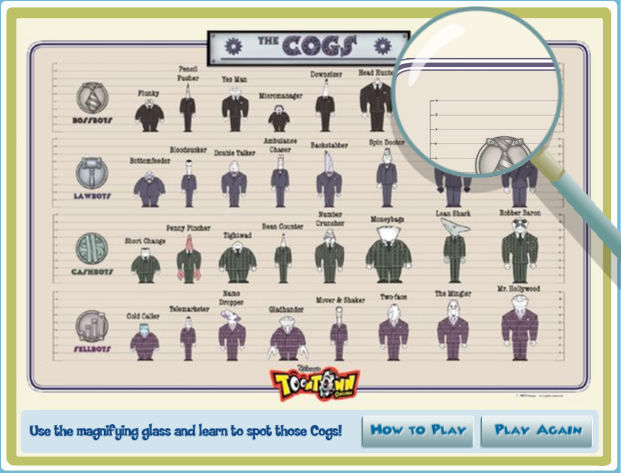 THE COGS
Pencil
Pusher
Flunky
Yes Man
Micromanager
Downsizer
Head Hunte
BOSSBOTS
Bottomfeeder
Bloodsucker
Double Talker
Ambulance
Chaser
Backstabber
Spin Doctor
LAWBOTS
Short Change
Penny Pincher
Tightwad
Bean Counter
Number
Cruncher
Moneybags
Loan Shark
Robber Baron
CASHBOTS
Cold Caller
Telemarketer
Name
Dropper
Gladhander
Mover & Shaker
Two-face
The Mingler
Mr. Hollywood
SELLBOTS
Disney's
TOONTOWN
ONLINE
Use the magnifying glass and learn to spot those Cogs!
HOW TO PLAY
PLAY AGAIN